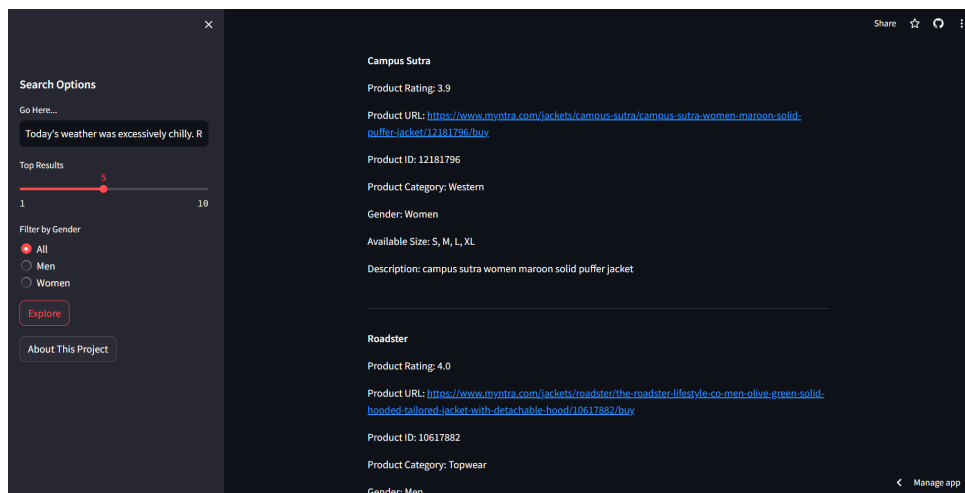 Share
Search Options
Go Here...
Today's weather was excessively chilly. R
Top Results
5
1 10
Filter by Gender
All
Men
Women
Explore
About This Project
Campus Sutra
Product Rating: 3.9
Product URL: https://www.myntra.com/jackets/campus-sutra/campus-sutra-women-maroon-solid-
puffer-jacket/12181796/buy
Product ID: 12181796
Product Category: Western
Gender: Women
Available Size: S, M, L, XL
Description: campus sutra women maroon solid puffer jacket
Roadster
Product Rating: 4.0
Product URL: https://www.myntra.com/jackets/roadster/the-roadster-lifestyle-co-men-olive-green-solid-
hooded-tailored-jacket-with-detachable-hood/10617882/buy
Product ID: 10617882
Product Category: Topwear
Gender: Men
Manage app